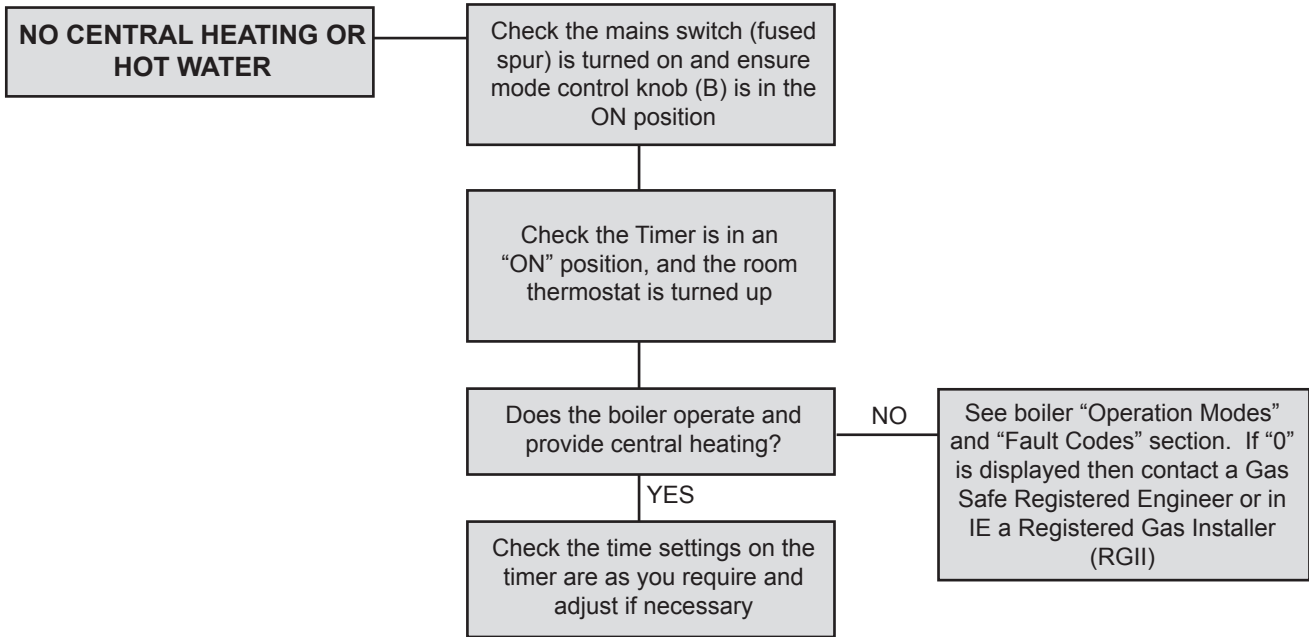 NO CENTRAL HEATING OR
HOT WATER
Check the mains switch (fused
spur) is turned on and ensure
mode control knob (B) is in the
ON position
Check the Timer is in an
“ON” position, and the room
thermostat is turned up
Does the boiler operate and
provide central heating?
NO
See boiler “Operation Modes”
and “Fault Codes” section.  If “0”
is displayed then contact a Gas
Safe Registered Engineer or in
IE a Registered Gas Installer
(RGII)
YES
Check the time settings on the
timer are as you require and
adjust if necessary